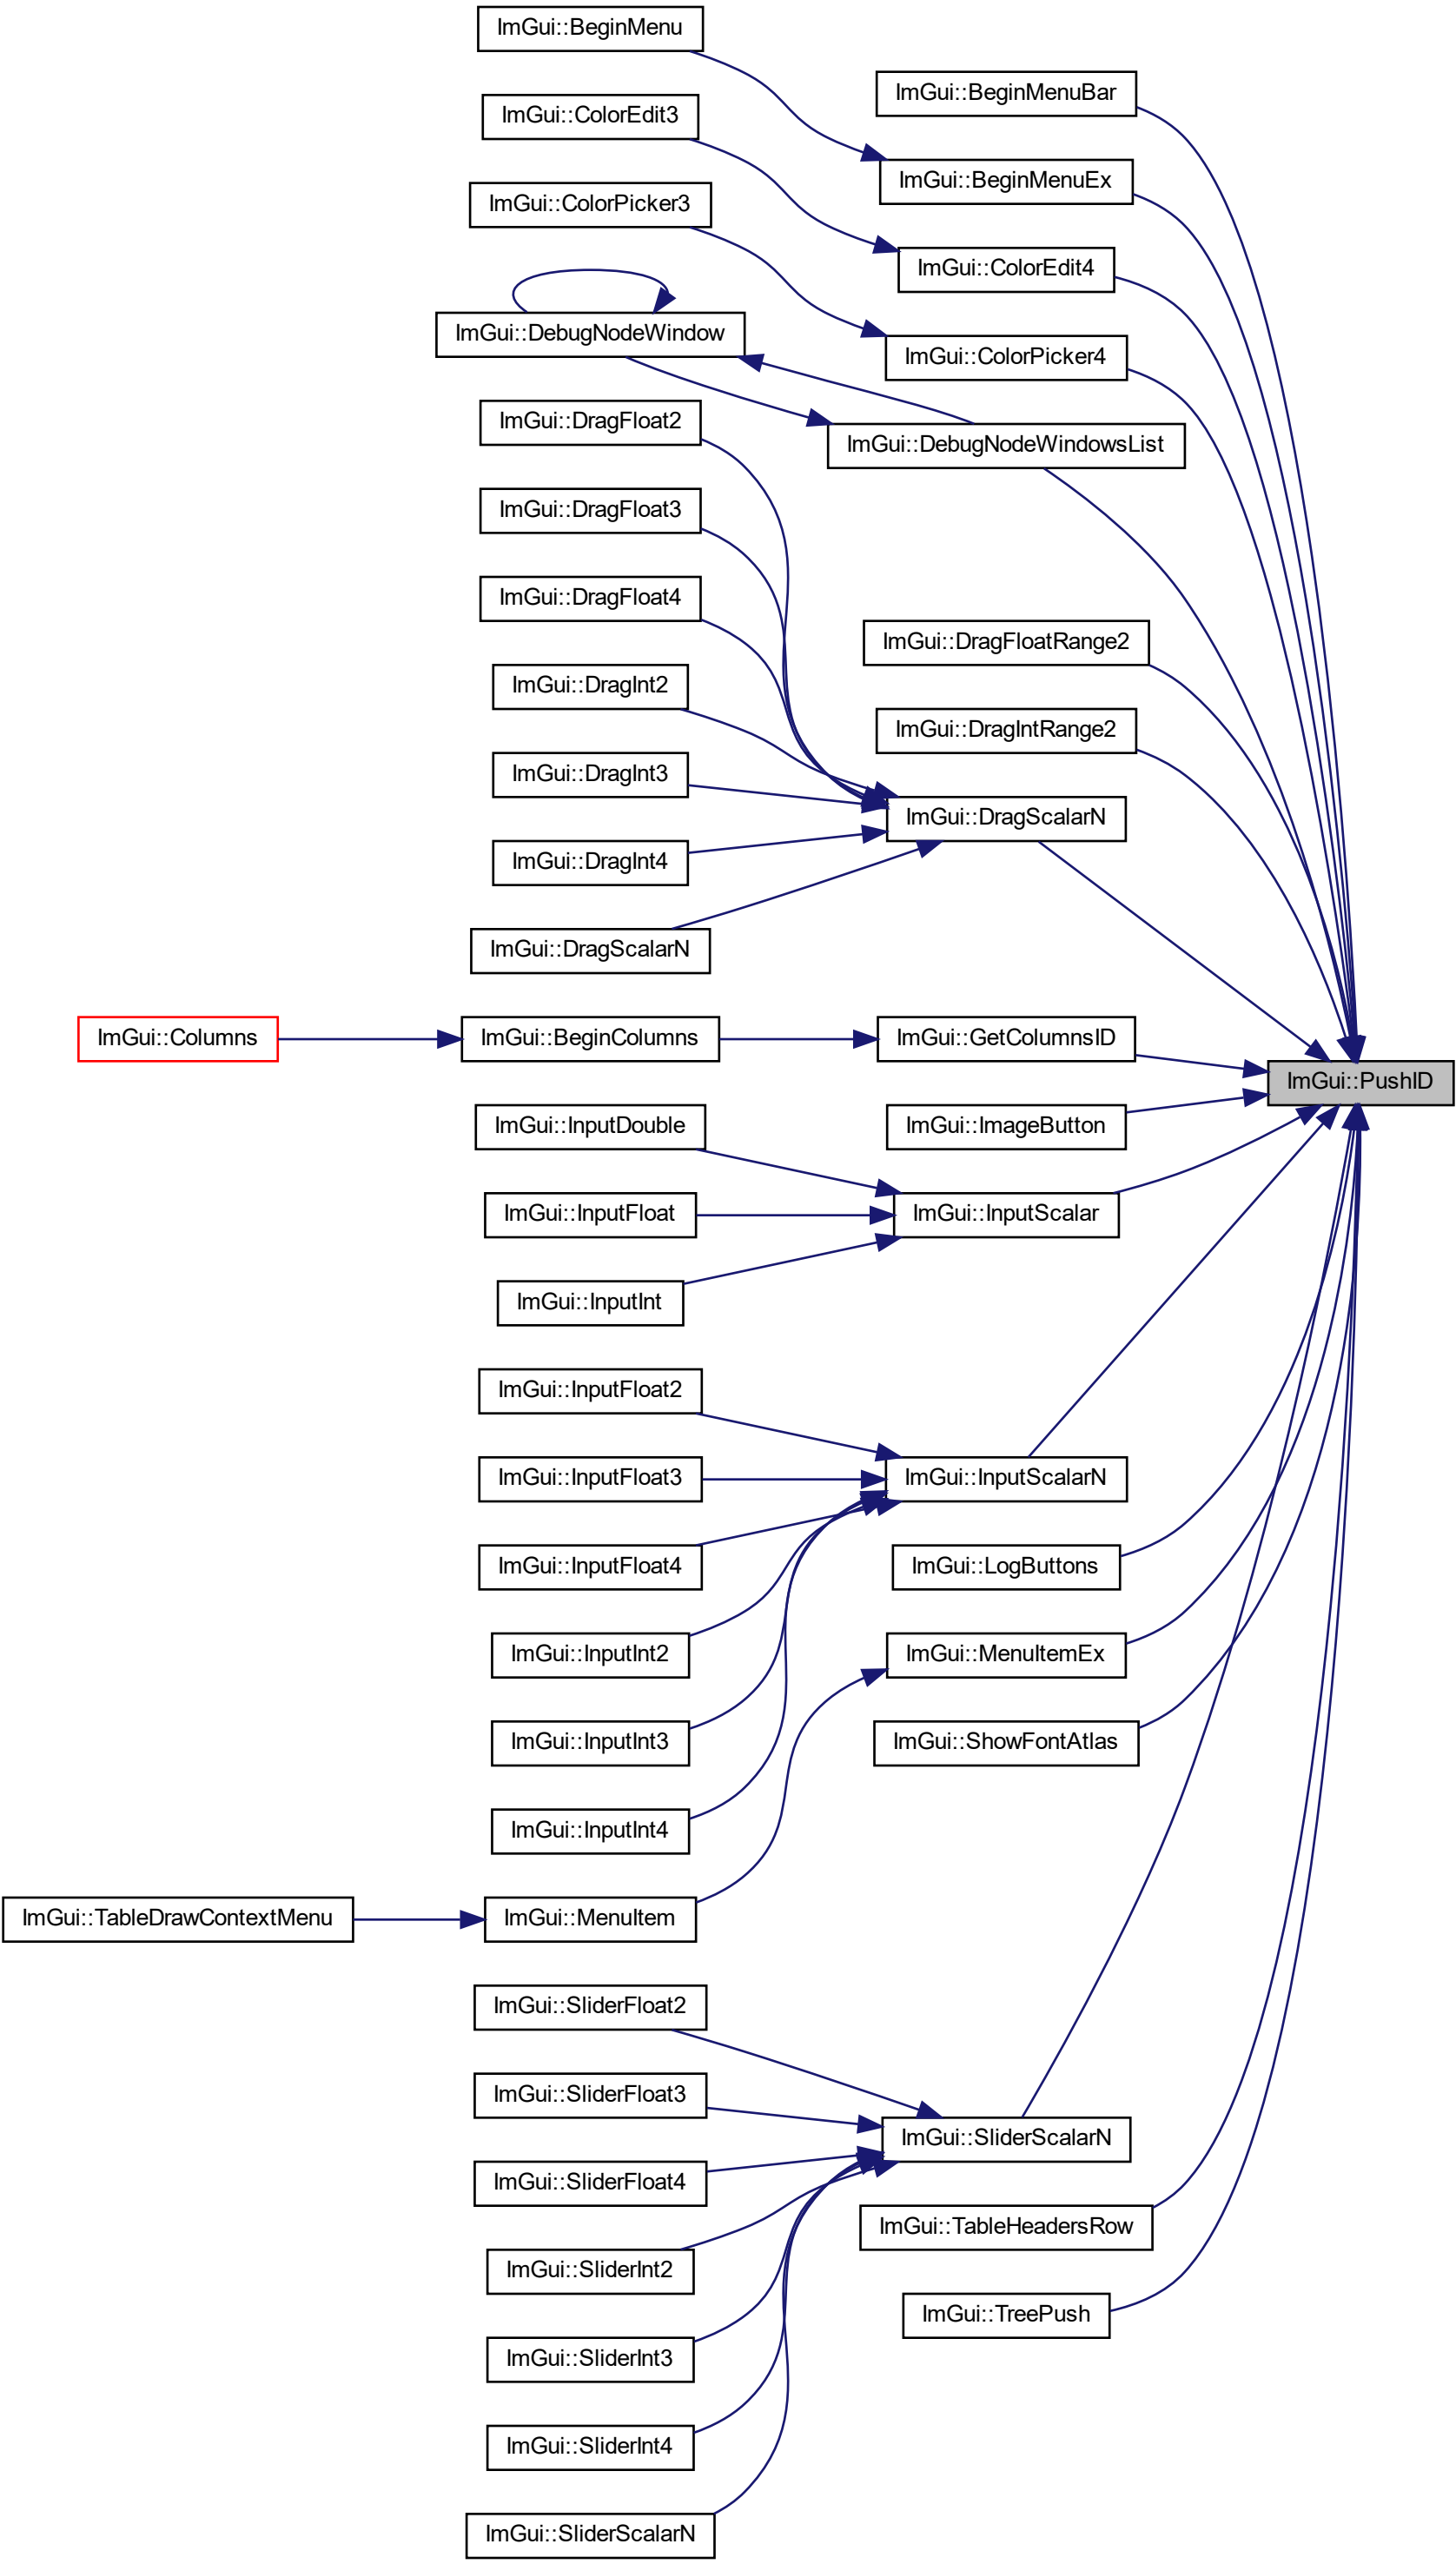 ImGui::BeginMenu
ImGui::BeginMenuBar
ImGui::ColorEdit3
ImGui::BeginMenuEx
ImGui::ColorPicker3
ImGui::ColorEdit4
ImGui::DebugNodeWindow
ImGui::ColorPicker4
ImGui::DragFloat2
ImGui::DebugNodeWindowsList
ImGui::DragFloat3
ImGui::DragFloat4
ImGui::DragFloatRange2
ImGui::DragInt2
ImGui::DragIntRange2
ImGui::DragInt3
ImGui::DragScalarN
ImGui::DragInt4
ImGui::DragScalarN
ImGui::Columns
ImGui::BeginColumns
ImGui::GetColumnsID
ImGui::PushID
ImGui::InputDouble
ImGui::ImageButton
ImGui::InputFloat
ImGui::InputScalar
ImGui::InputInt
ImGui::InputFloat2
ImGui::InputFloat3
ImGui::InputScalarN
ImGui::InputFloat4
ImGui::LogButtons
ImGui::InputInt2
ImGui::MenuItemEx
ImGui::InputInt3
ImGui::ShowFontAtlas
ImGui::InputInt4
ImGui::TableDrawContextMenu
ImGui::MenuItem
ImGui::SliderFloat2
ImGui::SliderFloat3
ImGui::SliderScalarN
ImGui::SliderFloat4
ImGui::TableHeadersRow
ImGui::SliderInt2
ImGui::TreePush
ImGui::SliderInt3
ImGui::SliderInt4
ImGui::SliderScalarN